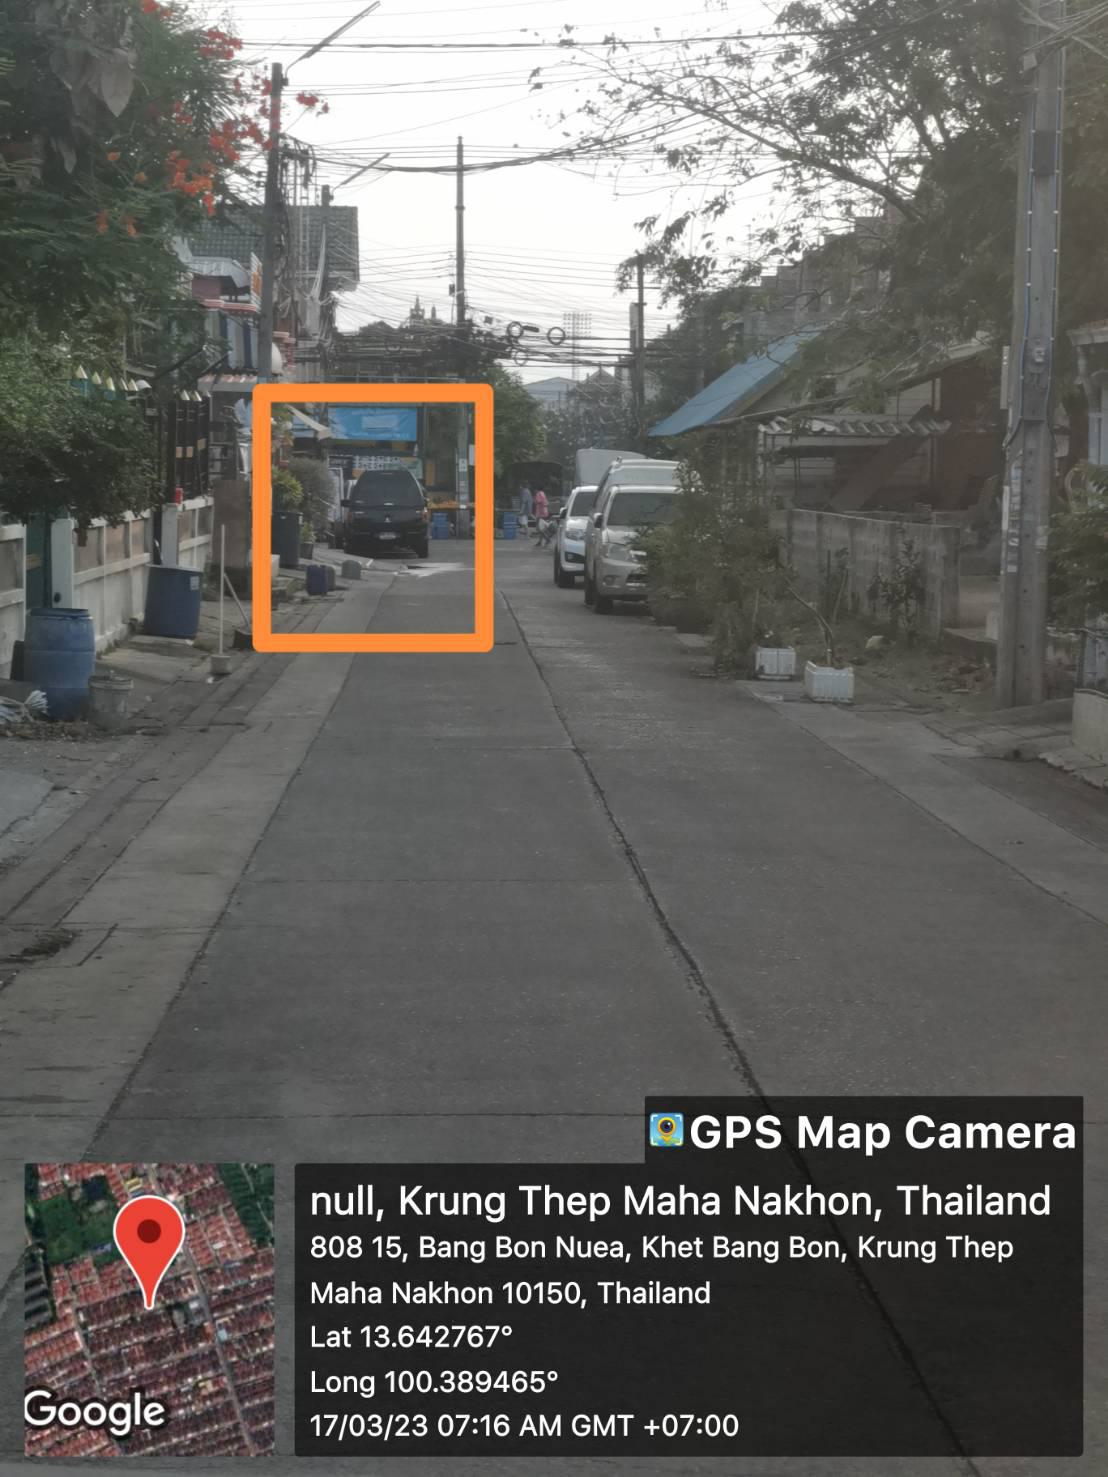 GPS Map Camera
null, Krung Thep Maha Nakhon, Thailand
808 15, Bang Bon Nuea, Khet Bang Bon, Krung Thep
Maha Nakhon 10150, Thailand
Lat 13.642767°
Long 100.389465°
17/03/23 07:16 AM GMT +07:00
Google